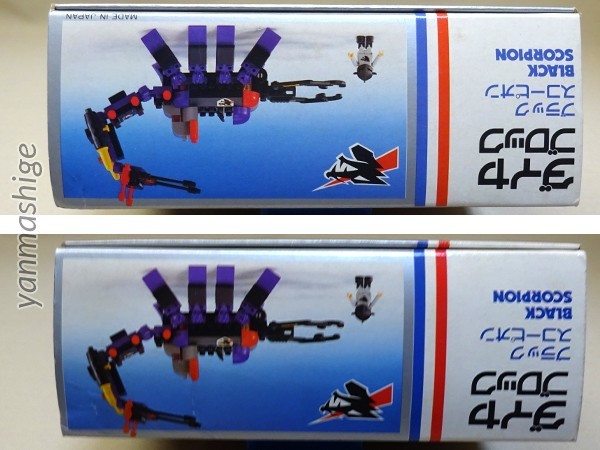 MADE IN JAPAN
BLACK
SCORPION
ブラック
スコーピオン
ダイヤ
ブロック
BLACK
SCORPION
ブラック
スコーピオン
ダイヤ
ブロック
yanmashige